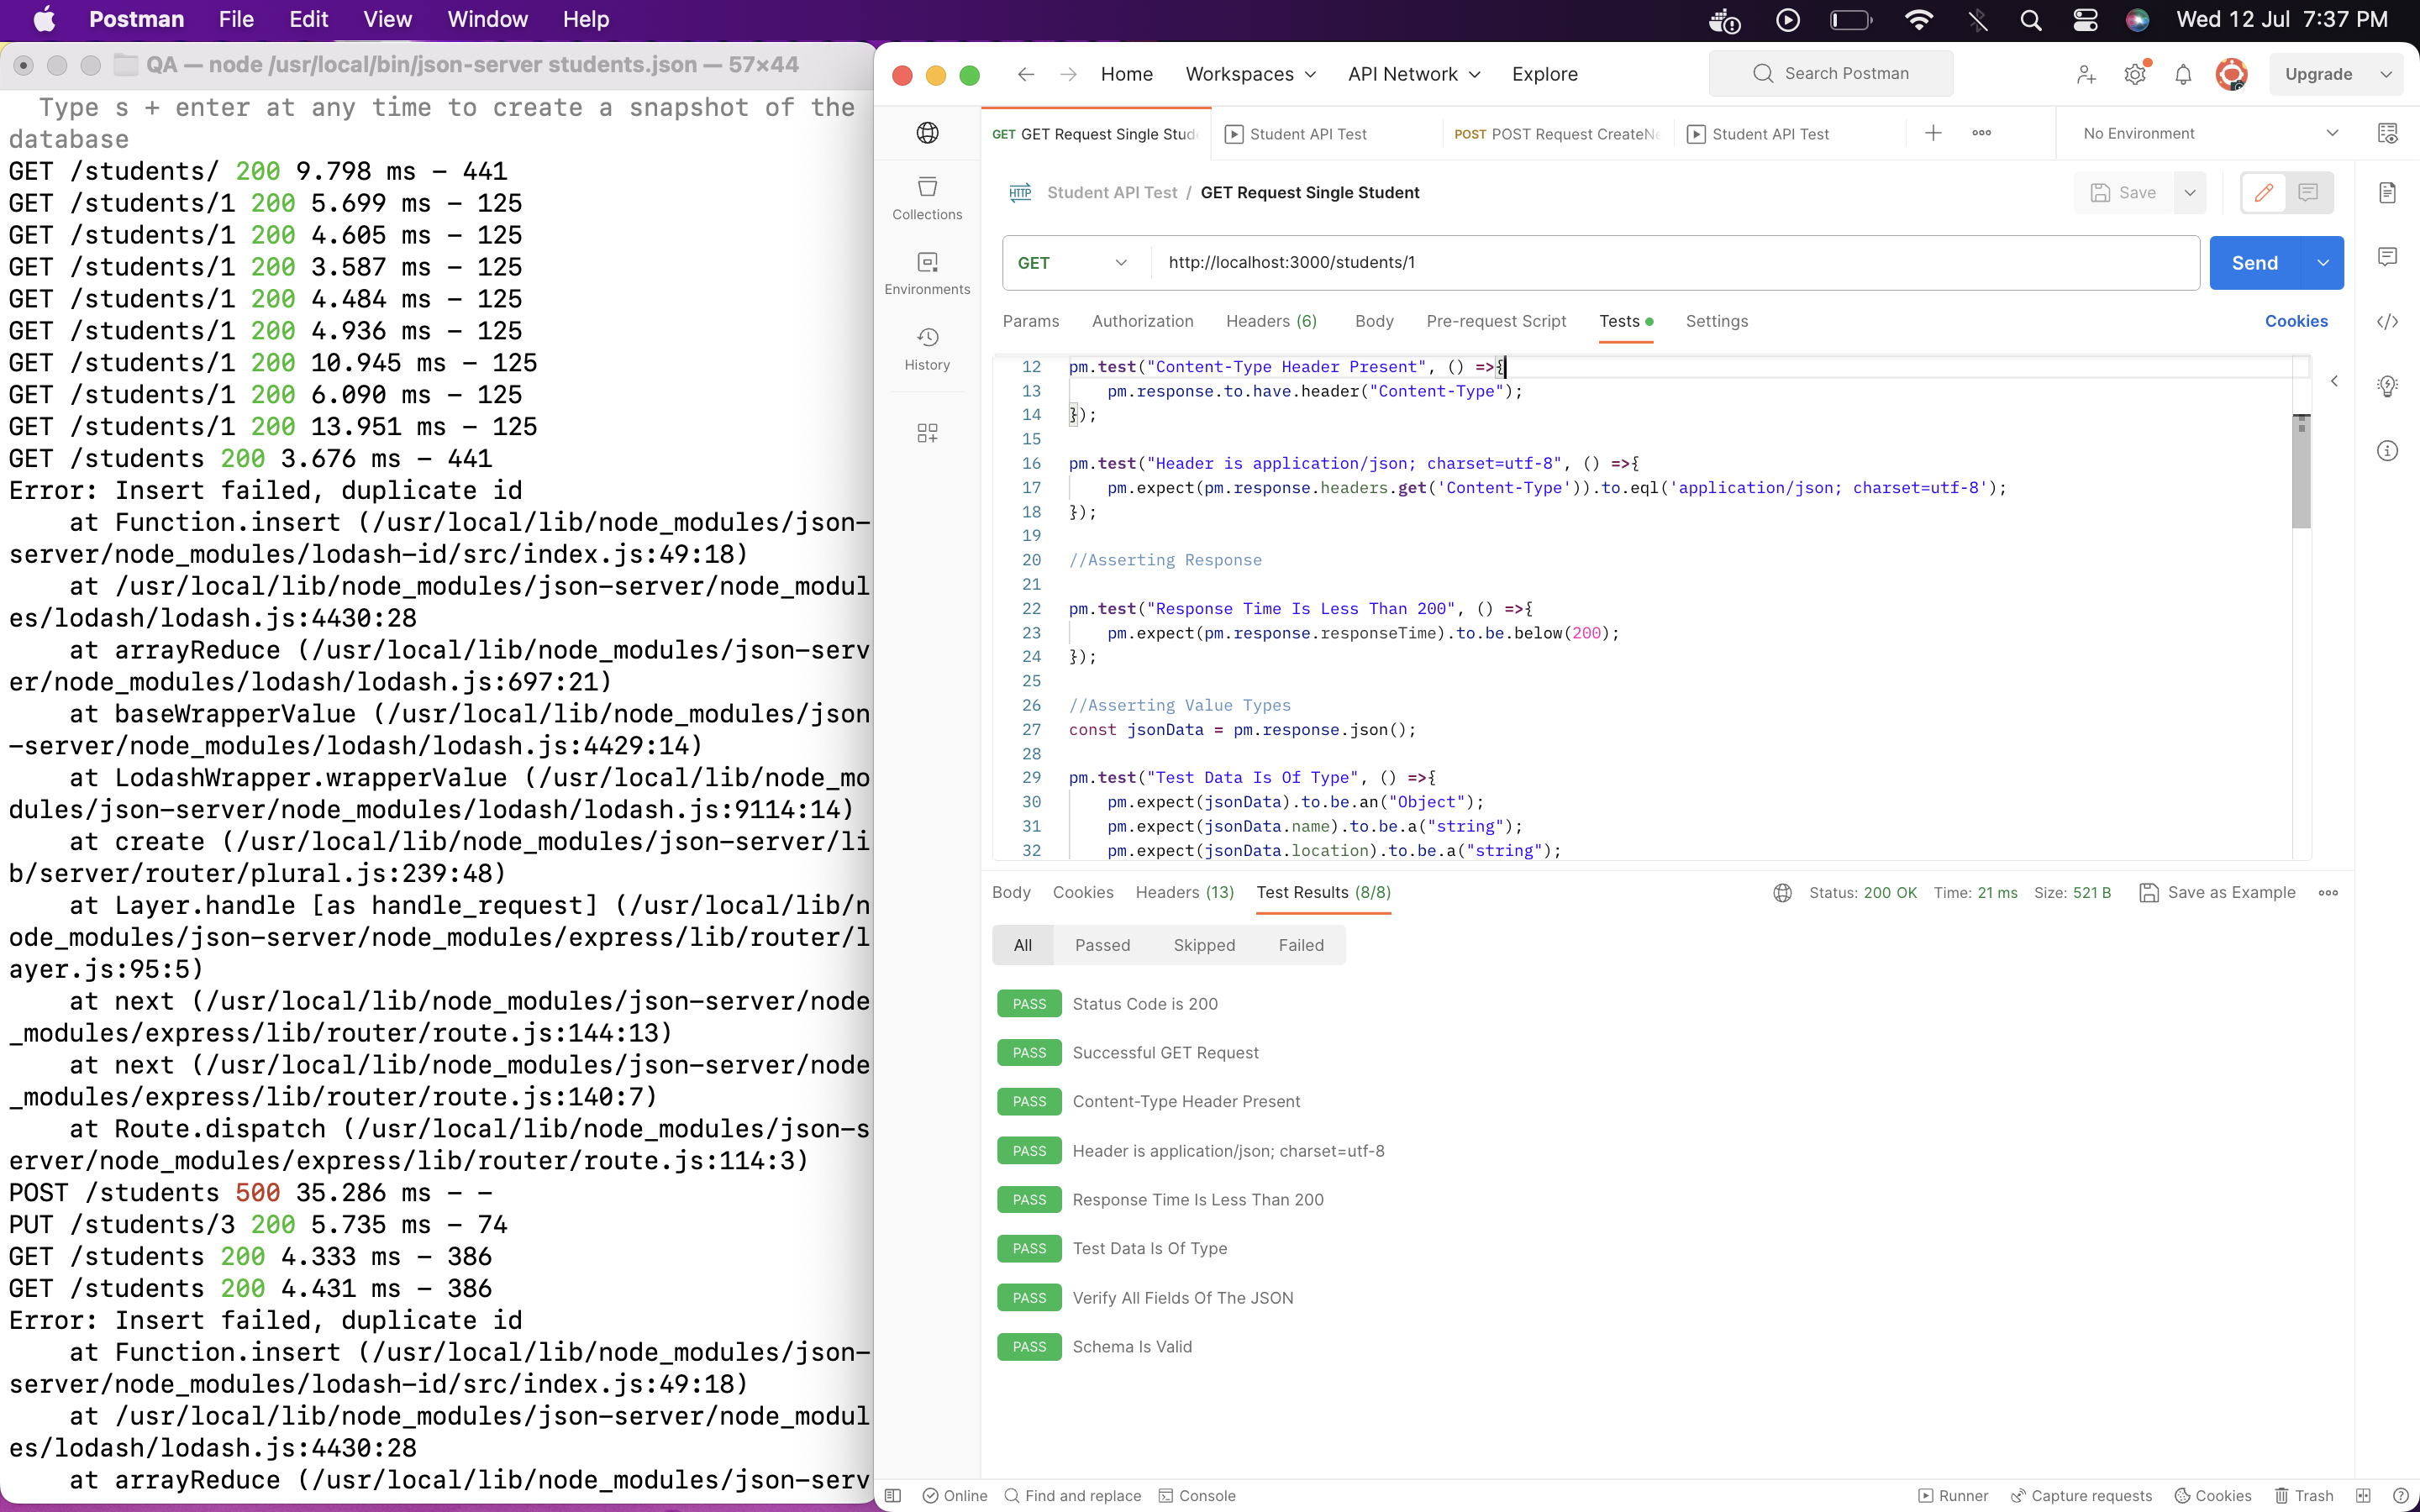 Postman File Edit View Window Help
Wed 12 Jul 7:37 PM
QA — node /usr/local/bin/json-server students.json — 57×44
Type s + enter at any time to create a snapshot of the
database
GET /students/ 200 9.798 ms – 441
GET /students/1 200 5.699 ms – 125
GET /students/1 200 4.605 ms – 125
GET /students/1 200 3.587 ms – 125
GET /students/1 200 4.484 ms – 125
GET /students/1 200 4.936 ms – 125
GET /students/1 200 10.945 ms – 125
GET /students/1 200 6.090 ms – 125
GET /students/1 200 13.951 ms – 125
GET /students 200 3.676 ms – 441
Error: Insert failed, duplicate id
at Function.insert (/usr/local/lib/node_modules/json-
server/node_modules/lodash-id/src/index.js:49:18)
at /usr/local/lib/node_modules/json-server/node_modul
es/lodash/lodash.js:4430:28
at arrayReduce (/usr/local/lib/node_modules/json-serv
er/node_modules/lodash/lodash.js:697:21)
at baseWrapperValue (/usr/local/lib/node_modules/json
-server/node_modules/lodash/lodash.js:4429:14)
at LodashWrapper.wrapperValue (/usr/local/lib/node_mo
dules/json-server/node_modules/lodash/lodash.js:9114:14)
at create (/usr/local/lib/node_modules/json-server/li
b/server/router/plural.js:239:48)
at Layer.handle [as handle_request] (/usr/local/lib/n
ode_modules/json-server/node_modules/express/lib/router/l
ayer.js:95:5)
at next (/usr/local/lib/node_modules/json-server/node
_modules/express/lib/router/route.js:144:13)
at next (/usr/local/lib/node_modules/json-server/node
_modules/express/lib/router/route.js:140:7)
at Route.dispatch (/usr/local/lib/node_modules/json-s
erver/node_modules/express/lib/router/route.js:114:3)
POST /students 500 35.286 ms – –
PUT /students/3 200 5.735 ms – 74
GET /students 200 4.333 ms – 386
GET /students 200 4.431 ms – 386
Error: Insert failed, duplicate id
at Function.insert (/usr/local/lib/node_modules/json-
server/node_modules/lodash-id/src/index.js:49:18)
at /usr/local/lib/node_modules/json-server/node_modul
es/lodash/lodash.js:4430:28
at arrayReduce (/usr/local/lib/node_modules/json-serv
Home Workspaces API Network Explore
Search Postman
Upgrade
GET GET Request Single Stud
Student API Test
POST POST Request CreateNe
Student API Test
No Environment
Collections
Environments
History
HTTP Student API Test / GET Request Single Student
Save
GET http://localhost:3000/students/1
Send
Params Authorization Headers (6) Body Pre-request Script Tests Settings
Cookies
12 pm.test("Content-Type Header Present", () =>{
13 pm.response.to.have.header("Content-Type");
14 });
15
16 pm.test("Header is application/json; charset=utf-8", () =>{
17 pm.expect(pm.response.headers.get('Content-Type')).to.eql('application/json; charset=utf-8');
18 });
19
20 //Asserting Response
21
22 pm.test("Response Time Is Less Than 200", () =>{
23 pm.expect(pm.response.responseTime).to.be.below(200);
24 });
25
26 //Asserting Value Types
27 const jsonData = pm.response.json();
28
29 pm.test("Test Data Is Of Type", () =>{
30 pm.expect(jsonData).to.be.an("Object");
31 pm.expect(jsonData.name).to.be.a("string");
32 pm.expect(jsonData.location).to.be.a("string");
Body Cookies Headers (13) Test Results (8/8)
Status: 200 OK Time: 21 ms Size: 521 B Save as Example
All Passed Skipped Failed
PASS Status Code is 200
PASS Successful GET Request
PASS Content-Type Header Present
PASS Header is application/json; charset=utf-8
PASS Response Time Is Less Than 200
PASS Test Data Is Of Type
PASS Verify All Fields Of The JSON
PASS Schema Is Valid
Online Find and replace Console
Runner Capture requests Cookies Trash